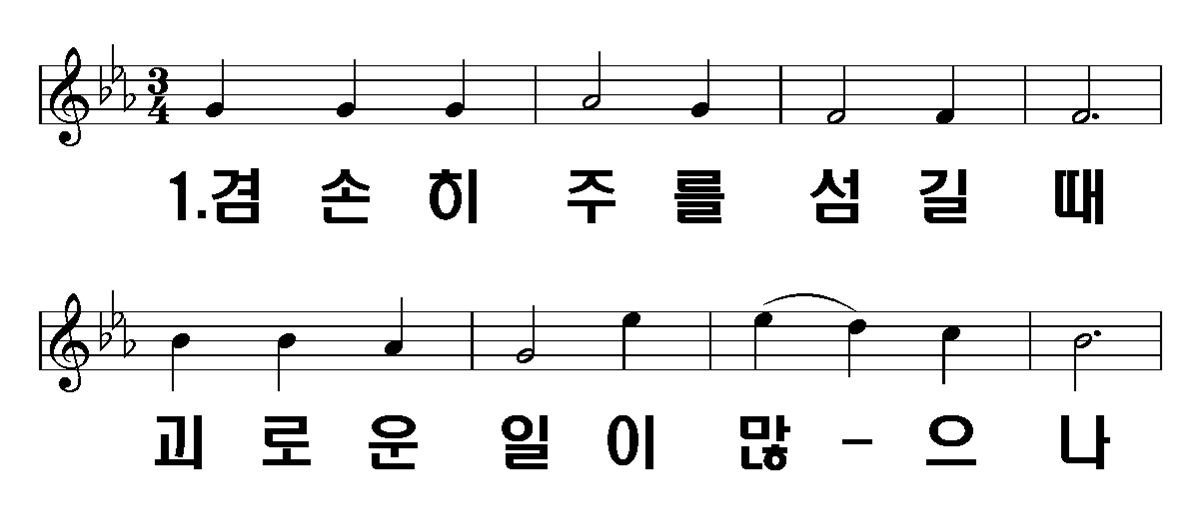 1.겸 손 히 주 를 섬 길 때
괴 로 운 일 이 많 - 으 나